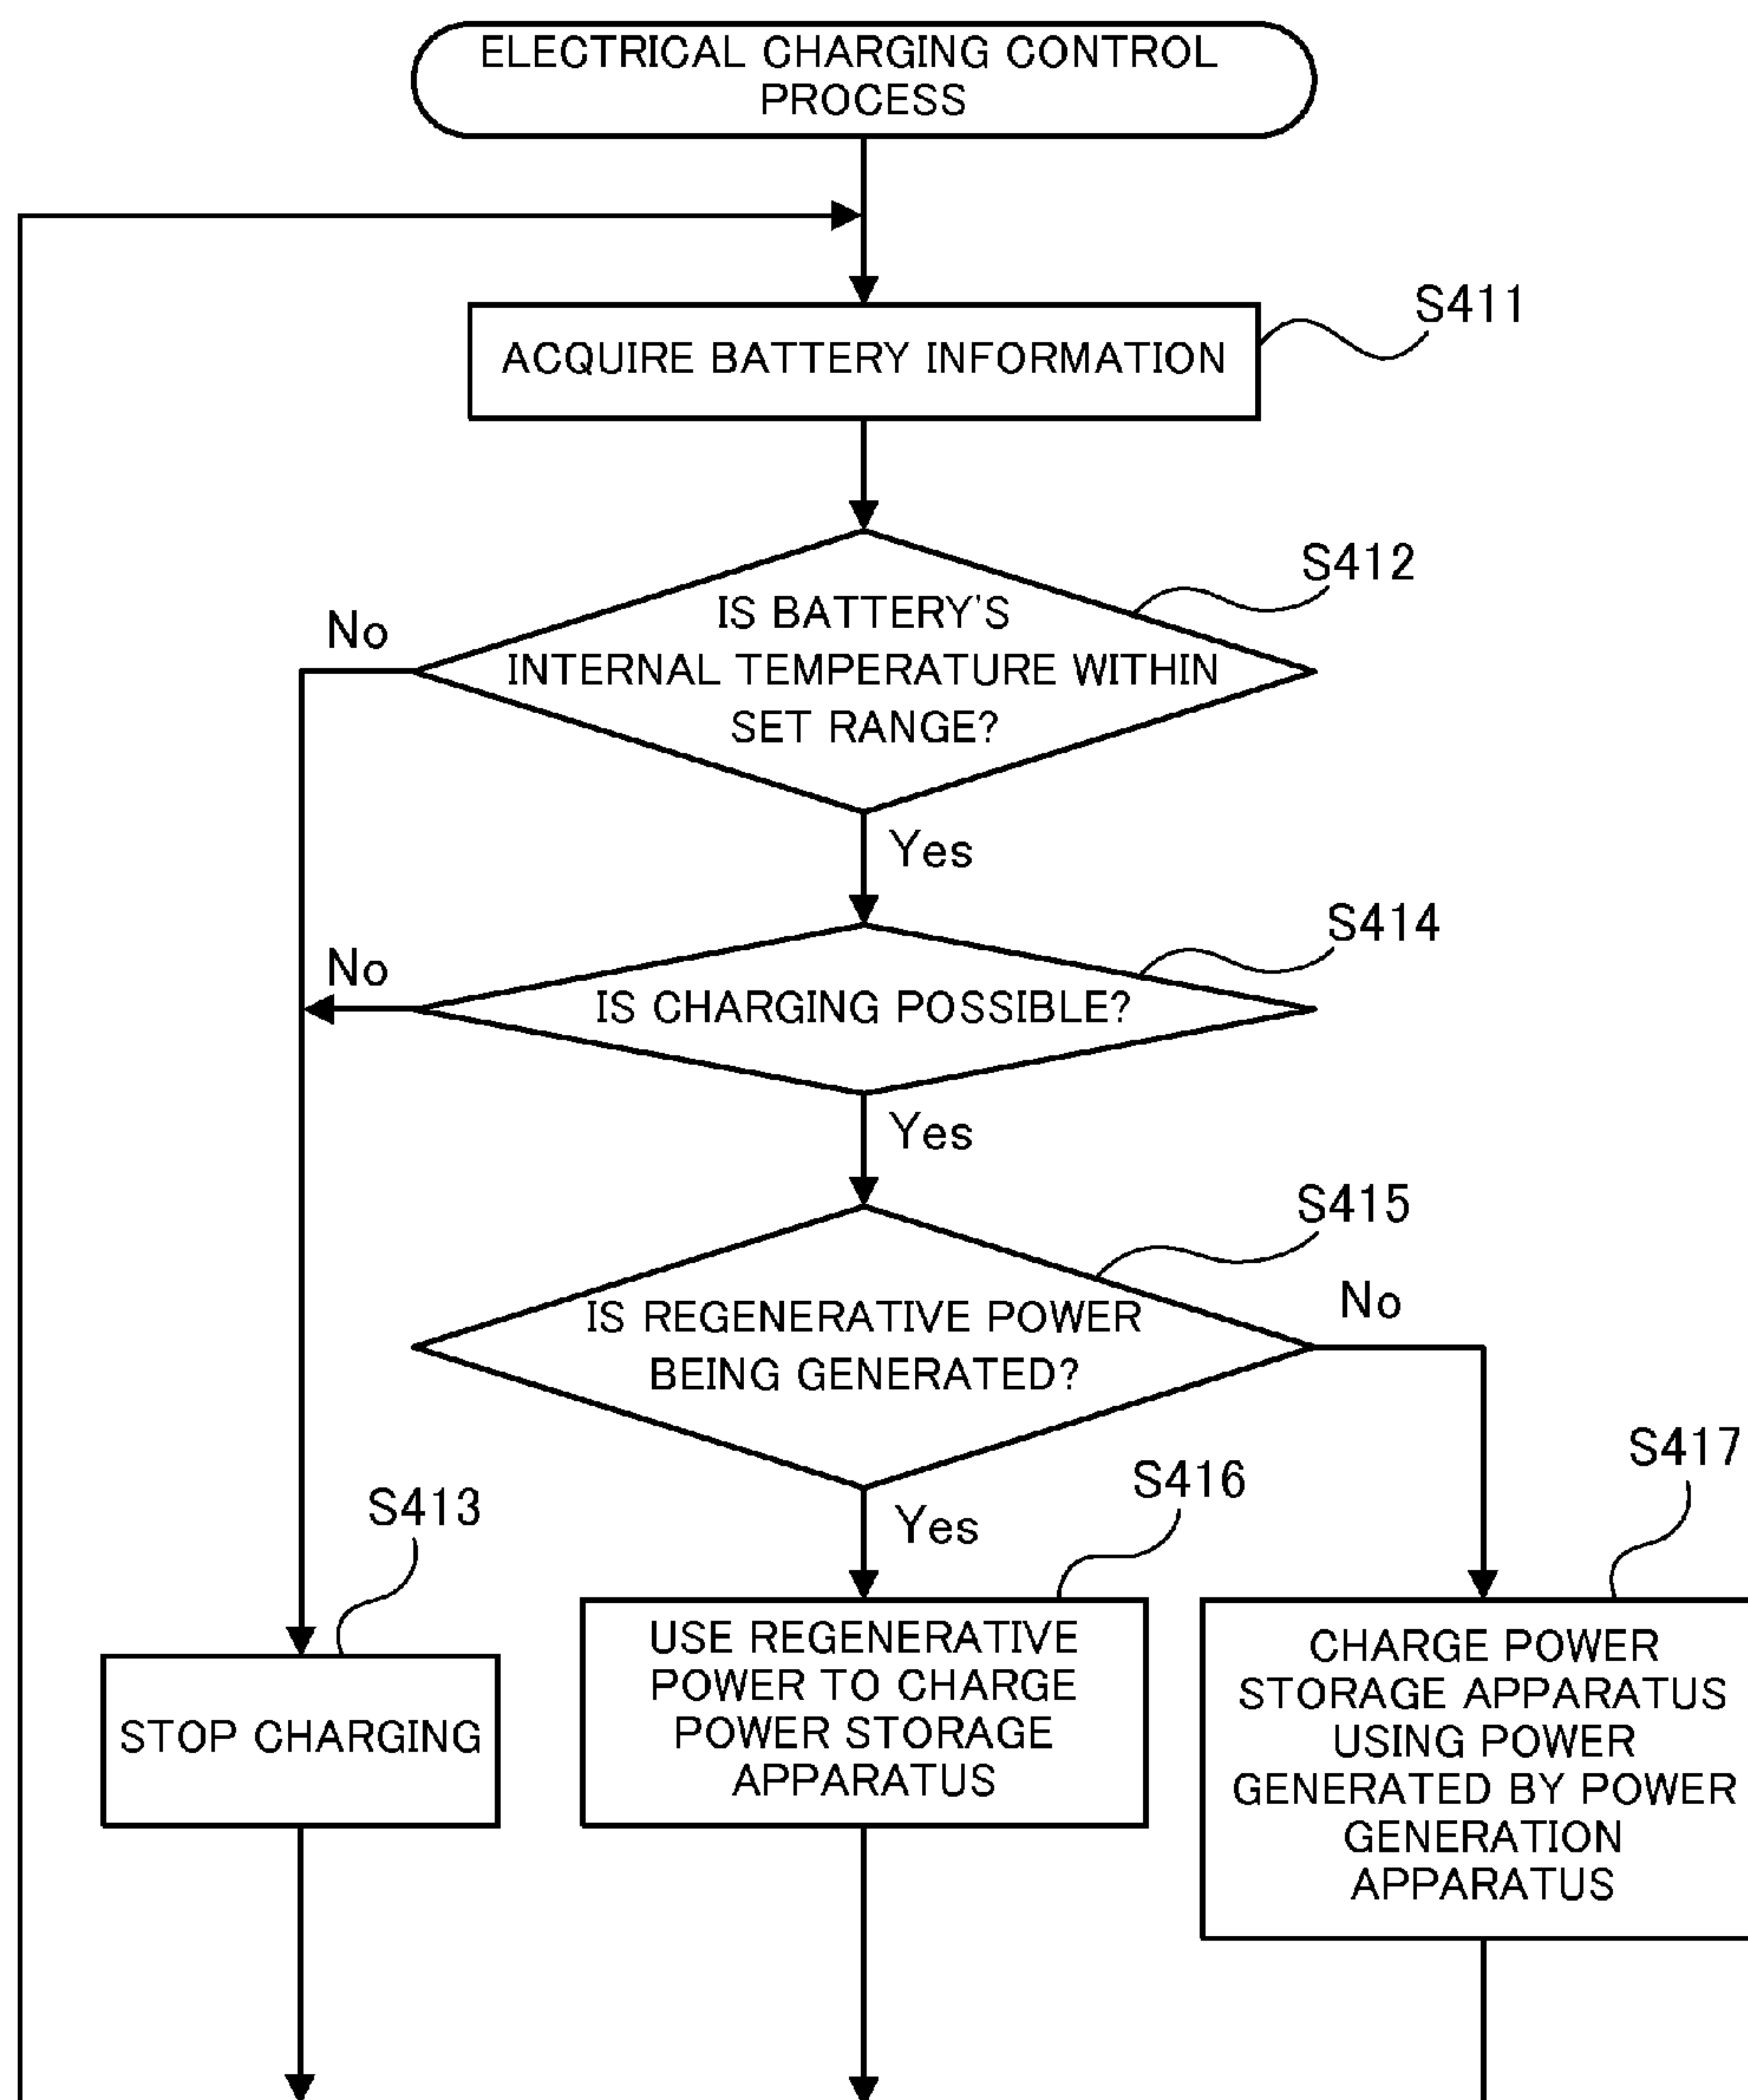 ELECTRICAL CHARGING CONTROL
PROCESS
S411
ACQUIRE BATTERY INFORMATION
S412
No
IS BATTERY'S
INTERNAL TEMPERATURE WITHIN
SET RANGE?
Yes
S414
No
IS CHARGING POSSIBLE?
Yes
S415
No
IS REGENERATIVE POWER
BEING GENERATED?
S417
S416
S413
Yes
USE REGENERATIVE
POWER TO CHARGE
POWER STORAGE
APPARATUS
CHARGE POWER
STORAGE APPARATUS
USING POWER
GENERATED BY POWER
GENERATION
APPARATUS
STOP CHARGING